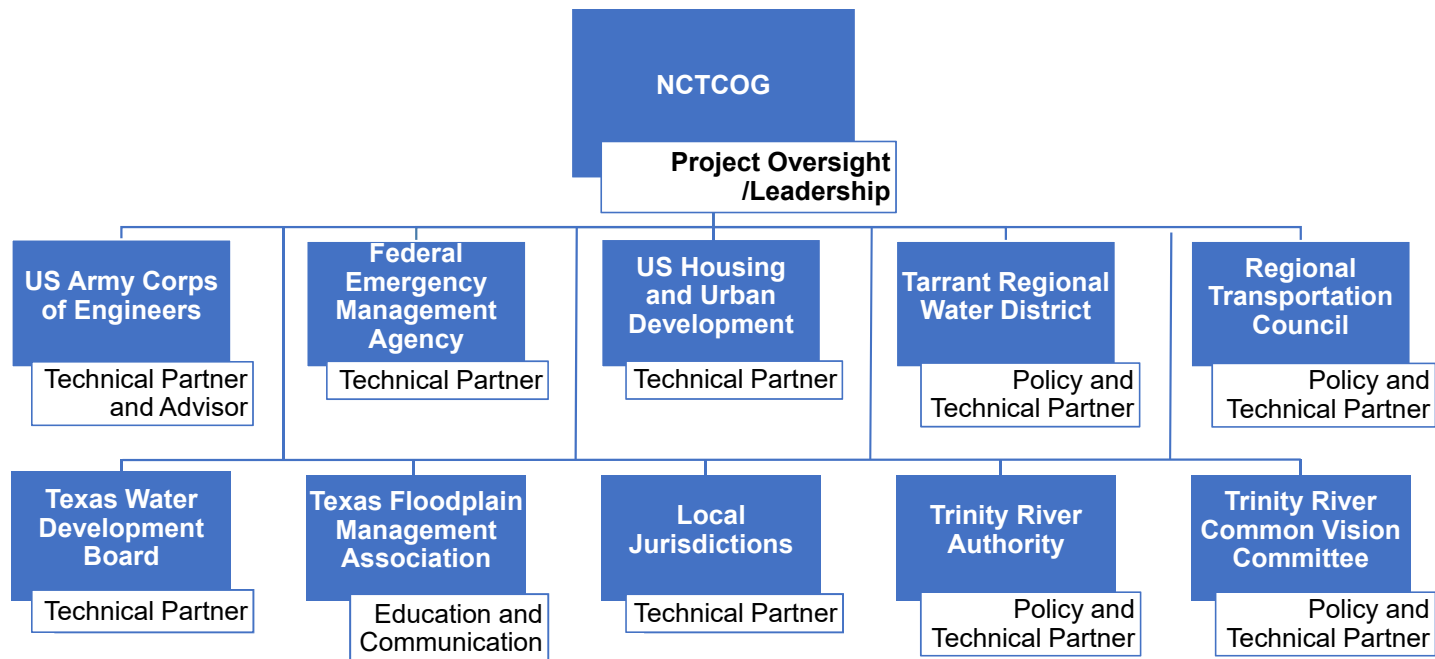 NCTCOG
Project Oversight
/Leadership
US Army Corps
of Engineers
Technical Partner
and Advisor
Federal
Emergency
Management
Agency
Technical Partner
US Housing
and Urban
Development
Technical Partner
Tarrant Regional
Water District
Policy and
Technical Partner
Regional
Transportation
Council
Policy and
Technical Partner
Texas Water
Development
Board
Technical Partner
Texas Floodplain
Management
Association
Education and
Communication
Local
Jurisdictions
Technical Partner
Trinity River
Authority
Policy and
Technical Partner
Trinity River
Common Vision
Committee
Policy and
Technical Partner